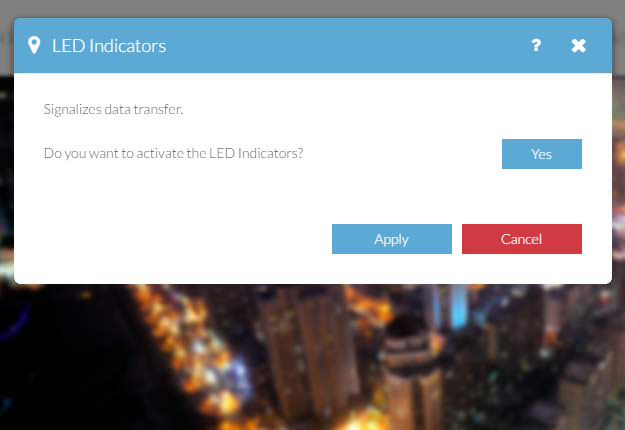 LED Indicators ?
Signalizes data transfer.
Do you want to activate the LED Indicators? Yes
Apply Cancel